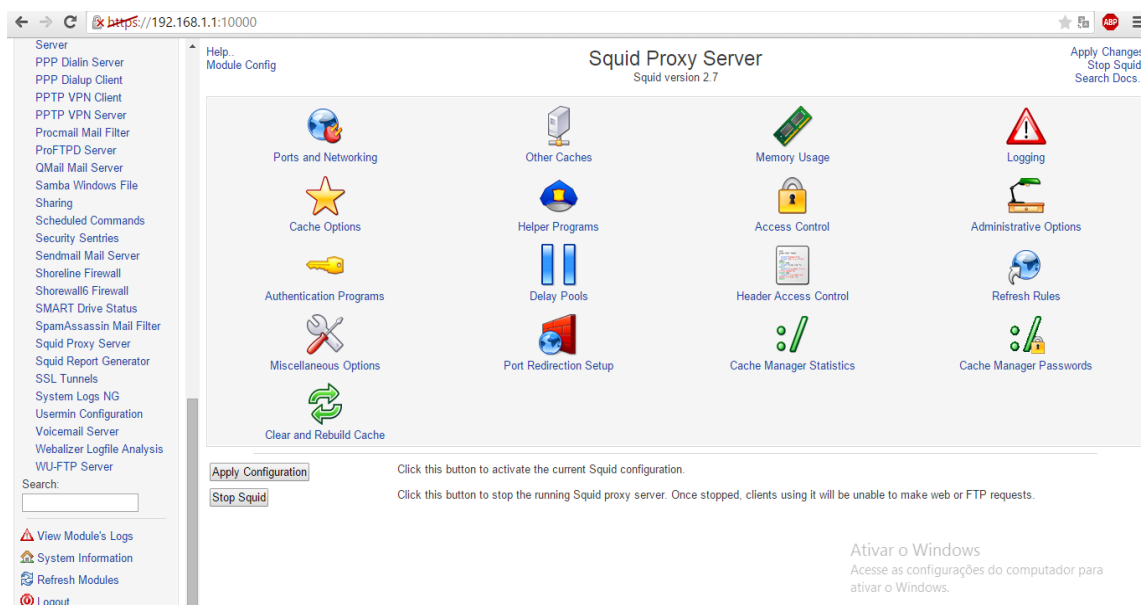 https://192.168.1.1:10000
ABP
Server
PPP Dialin Server
PPP Dialup Client
PPTP VPN Client
PPTP VPN Server
Procmail Mail Filter
ProFTPD Server
QMail Mail Server
Samba Windows File
Sharing
Scheduled Commands
Security Sentries
Sendmail Mail Server
Shoreline Firewall
Shorewall6 Firewall
SMART Drive Status
SpamAssassin Mail Filter
Squid Proxy Server
Squid Report Generator
SSL Tunnels
System Logs NG
Usermin Configuration
Voicemail Server
Webalizer Logfile Analysis
WU-FTP Server
Search:
View Module's Logs
System Information
Refresh Modules
Logout
Help..
Module Config
Squid Proxy Server
Squid version 2.7
Apply Changes
Stop Squid
Search Docs..
Ports and Networking
Other Caches
Memory Usage
Logging
Cache Options
Helper Programs
Access Control
Administrative Options
Authentication Programs
Delay Pools
Header Access Control
Refresh Rules
Miscellaneous Options
Port Redirection Setup
Cache Manager Statistics
Cache Manager Passwords
Clear and Rebuild Cache
Apply Configuration
Click this button to activate the current Squid configuration.
Stop Squid
Click this button to stop the running Squid proxy server. Once stopped, clients using it will be unable to make web or FTP requests.
Ativar o Windows
Acesse as configurações do computador para
ativar o Windows.